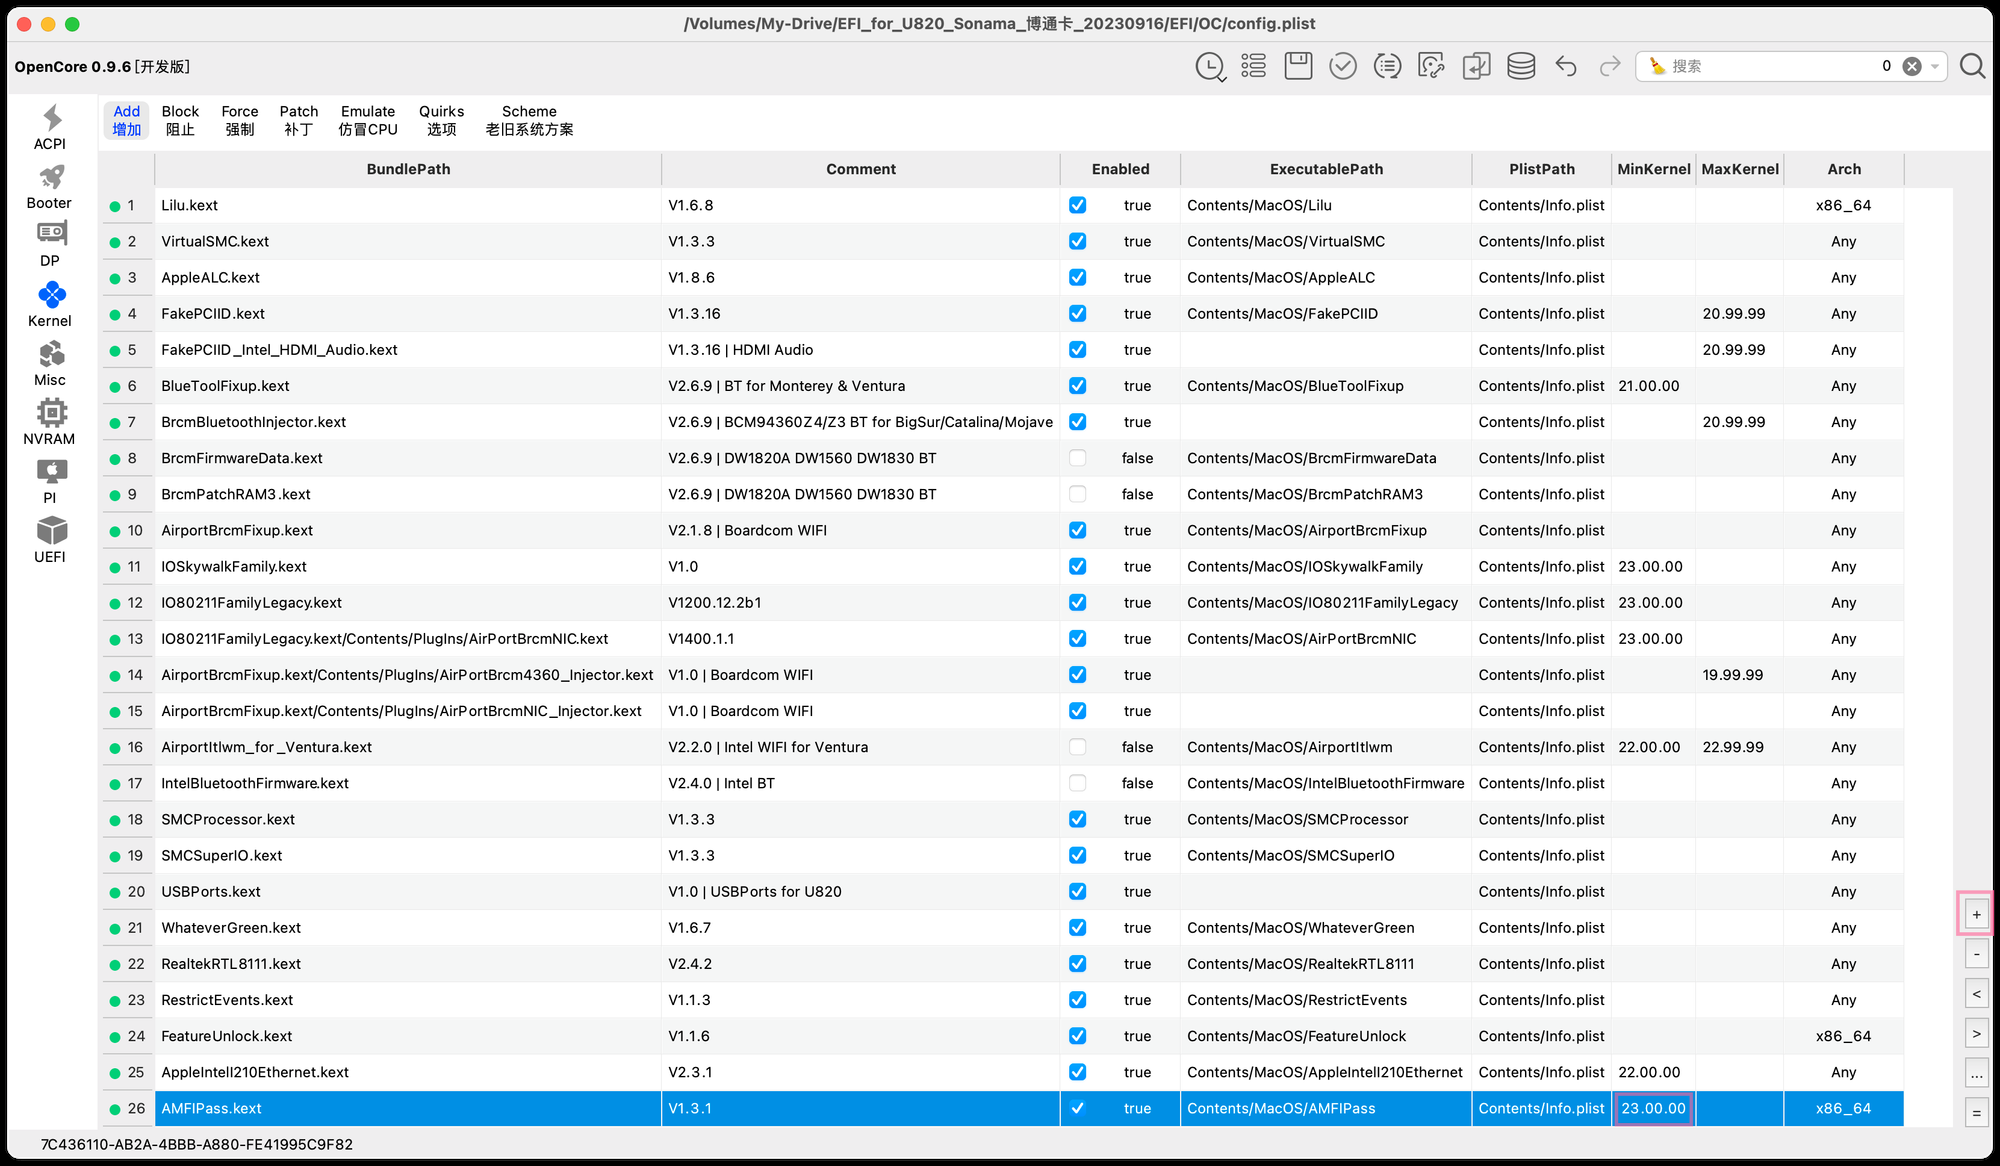 /Volumes/My-Drive/EFI_for_U820_Sonama_博通卡_20230916/EFI/OC/config.plist
OpenCore 0.9.6 [开发版]
搜索 0
ACPI
Booter
DP
Kernel
Misc
NVRAM
PI
UEFI
Add Block Force Patch Emulate Quirks Scheme
增加 阻止 强制 补丁 仿冒CPU 选项 老旧系统方案
BundlePath Comment Enabled ExecutablePath PlistPath MinKernel MaxKernel Arch
1 Lilu.kext V1.6.8 true Contents/MacOS/Lilu Contents/Info.plist x86_64
2 VirtualSMC.kext V1.3.3 true Contents/MacOS/VirtualSMC Contents/Info.plist Any
3 AppleALC.kext V1.8.6 true Contents/MacOS/AppleALC Contents/Info.plist Any
4 FakePCIID.kext V1.3.16 true Contents/MacOS/FakePCIID Contents/Info.plist 20.99.99 Any
5 FakePCIID_Intel_HDMI_Audio.kext V1.3.16 | HDMI Audio true Contents/Info.plist 20.99.99 Any
6 BlueToolFixup.kext V2.6.9 | BT for Monterey & Ventura true Contents/MacOS/BlueToolFixup Contents/Info.plist 21.00.00 Any
7 BrcmBluetoothInjector.kext V2.6.9 | BCM94360Z4/Z3 BT for BigSur/Catalina/Mojave true Contents/Info.plist 20.99.99 Any
8 BrcmFirmwareData.kext V2.6.9 | DW1820A DW1560 DW1830 BT false Contents/MacOS/BrcmFirmwareData Contents/Info.plist Any
9 BrcmPatchRAM3.kext V2.6.9 | DW1820A DW1560 DW1830 BT false Contents/MacOS/BrcmPatchRAM3 Contents/Info.plist Any
10 AirportBrcmFixup.kext V2.1.8 | Boardcom WIFI true Contents/MacOS/AirportBrcmFixup Contents/Info.plist Any
11 IOSkywalkFamily.kext V1.0 true Contents/MacOS/IOSkywalkFamily Contents/Info.plist 23.00.00 Any
12 IO80211FamilyLegacy.kext V1200.12.2b1 true Contents/MacOS/IO80211FamilyLegacy Contents/Info.plist 23.00.00 Any
13 IO80211FamilyLegacy.kext/Contents/PlugIns/AirPortBrcmNIC.kext V1400.1.1 true Contents/MacOS/AirPortBrcmNIC Contents/Info.plist 23.00.00 Any
14 AirportBrcmFixup.kext/Contents/PlugIns/AirPortBrcm4360_Injector.kext V1.0 | Boardcom WIFI true Contents/Info.plist 19.99.99 Any
15 AirportBrcmFixup.kext/Contents/PlugIns/AirPortBrcmNIC_Injector.kext V1.0 | Boardcom WIFI true Contents/Info.plist Any
16 AirportItlwm_for_Ventura.kext V2.2.0 | Intel WIFI for Ventura false Contents/MacOS/AirportItlwm Contents/Info.plist 22.00.00 22.99.99 Any
17 IntelBluetoothFirmware.kext V2.4.0 | Intel BT false Contents/MacOS/IntelBluetoothFirmware Contents/Info.plist Any
18 SMCProcessor.kext V1.3.3 true Contents/MacOS/SMCProcessor Contents/Info.plist Any
19 SMCSuperIO.kext V1.3.3 true Contents/MacOS/SMCSuperIO Contents/Info.plist Any
20 USBPorts.kext V1.0 | USBPorts for U820 true Contents/Info.plist Any
21 WhateverGreen.kext V1.6.7 true Contents/MacOS/WhateverGreen Contents/Info.plist Any
22 RealtekRTL8111.kext V2.4.2 true Contents/MacOS/RealtekRTL8111 Contents/Info.plist Any
23 RestrictEvents.kext V1.1.3 true Contents/MacOS/RestrictEvents Contents/Info.plist Any
24 FeatureUnlock.kext V1.1.6 true Contents/MacOS/FeatureUnlock Contents/Info.plist x86_64
25 AppleIntelI210Ethernet.kext V2.3.1 true Contents/MacOS/AppleIntelI210Ethernet Contents/Info.plist 22.00.00 Any
26 AMFIPass.kext V1.3.1 true Contents/MacOS/AMFIPass Contents/Info.plist 23.00.00 x86_64
+
-
<
>
...
=
7C436110-AB2A-4BBB-A880-FE41995C9F82